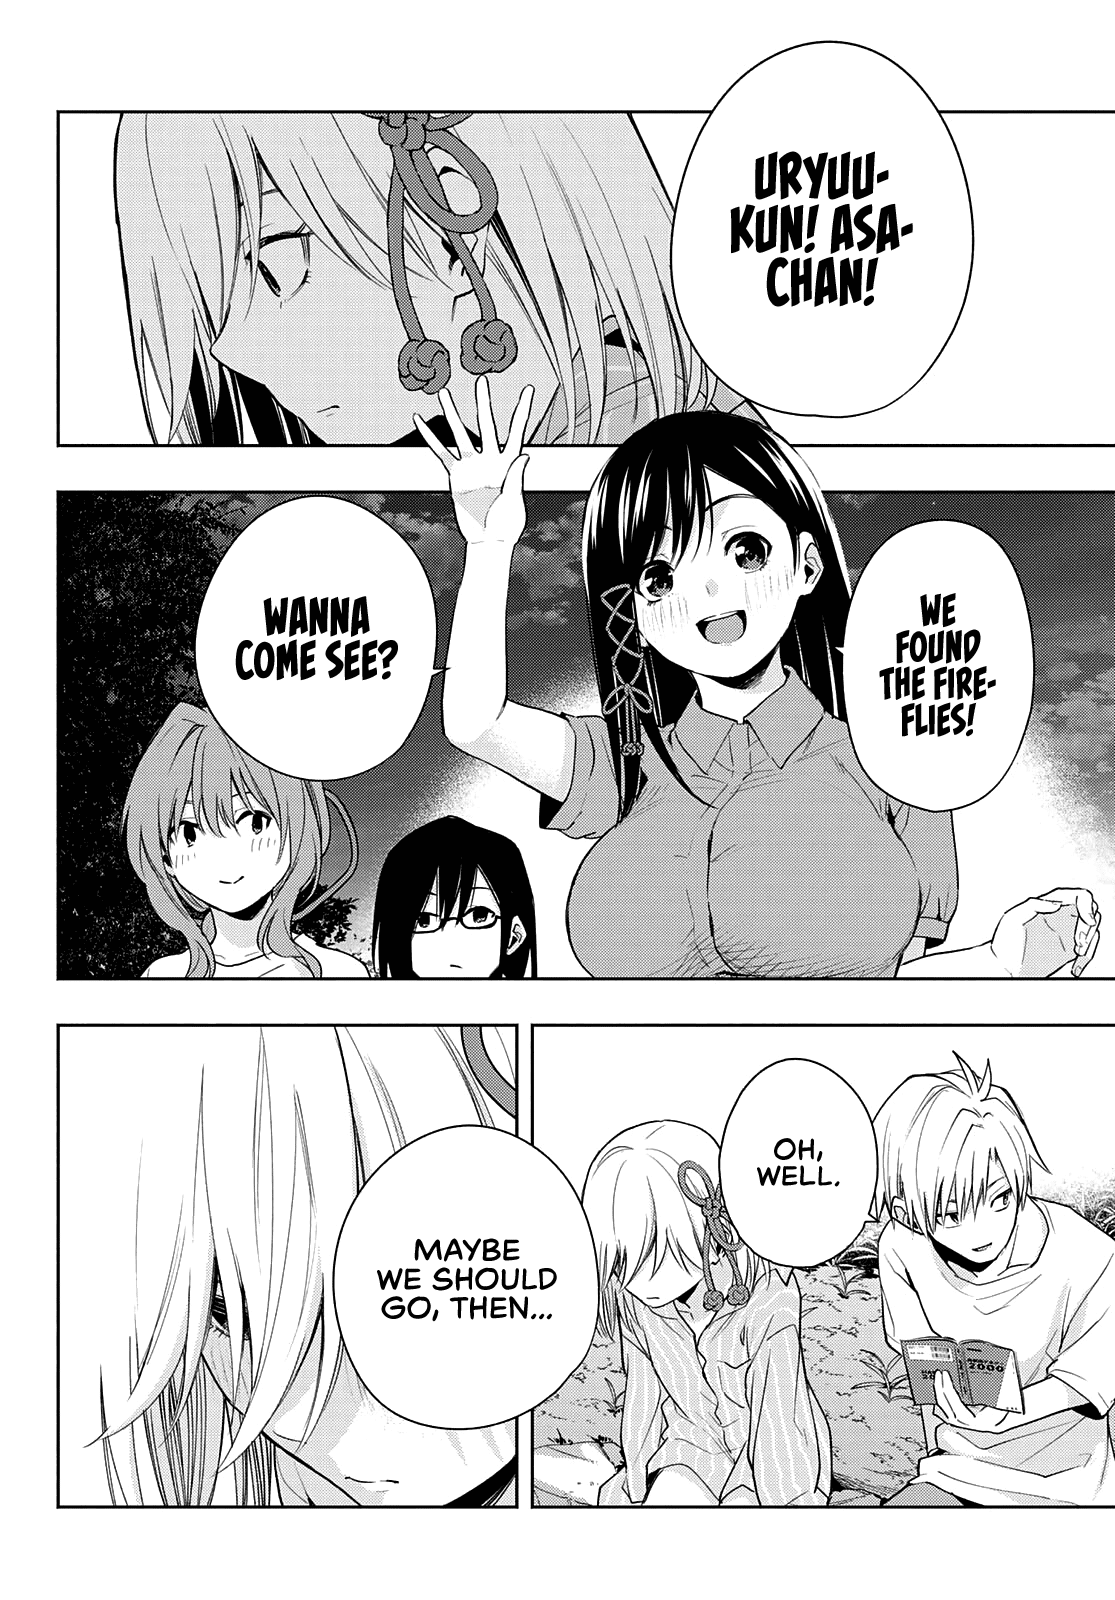 URYUU-
KUN! ASA-
CHAN!
WE
FOUND
THE FIRE-
FLIES!
WANNA
COME SEE?
OH,
WELL.
MAYBE
WE SHOULD
GO, THEN...
2000